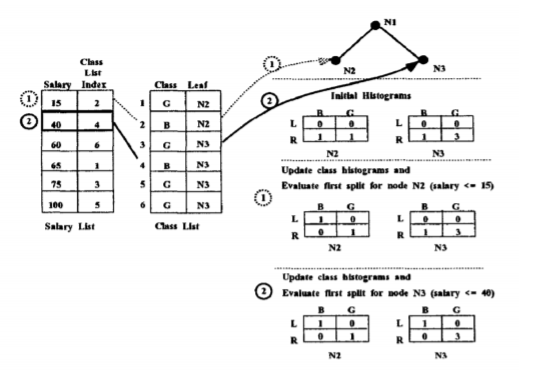 N1
N2
N3
1
2
Class
List
Salary Index
15 2
40 4
60 6
65 1
75 3
100 5
Salary List
1
2
Class Leaf
1 G N2
2 B N2
3 G N3
4 B N3
5 G N3
6 G N3
Class List
Initial Histograms
B G
L 0 0
R 1 1
N2
B G
L 0 0
R 1 3
N3
Update class histograms and
1
Evaluate first split for node N2 (salary <= 15)
B G
L 1 0
R 0 1
N2
B G
L 0 0
R 1 3
N3
Update class histograms and
2
Evaluate first split for node N3 (salary <= 40)
B G
L 1 0
R 0 1
N2
B G
L 1 0
R 0 3
N3